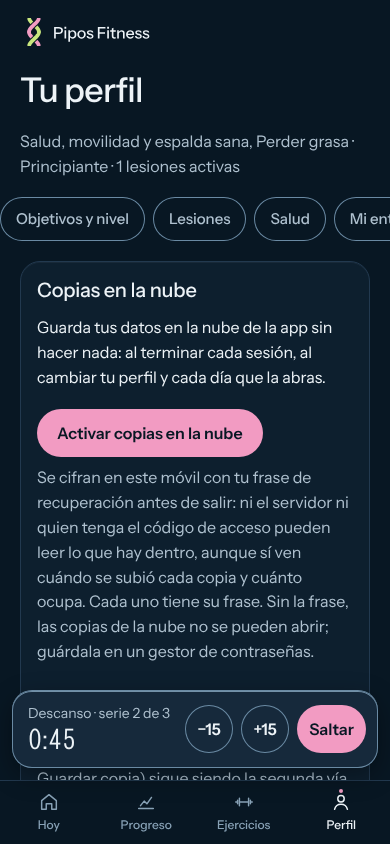 Pipos Fitness
Tu perfil
Salud, movilidad y espalda sana, Perder grasa ·
Principiante · 1 lesiones activas
Objetivos y nivel
Lesiones
Salud
Mi ent
Copias en la nube
Guarda tus datos en la nube de la app sin
hacer nada: al terminar cada sesión, al
cambiar tu perfil y cada día que la abras.
Activar copias en la nube
Se cifran en este móvil con tu frase de
recuperación antes de salir: ni el servidor ni
quien tenga el código de acceso pueden
leer lo que hay dentro, aunque sí ven
cuándo se subió cada copia y cuánto
ocupa. Cada uno tiene su frase. Sin la frase,
las copias de la nube no se pueden abrir;
guárdala en un gestor de contraseñas.
Descanso · serie 2 de 3
0:45
−15
+15
Saltar
Guardar copia) sigue siendo la segunda vía
Hoy
Progreso
Ejercicios
Perfil